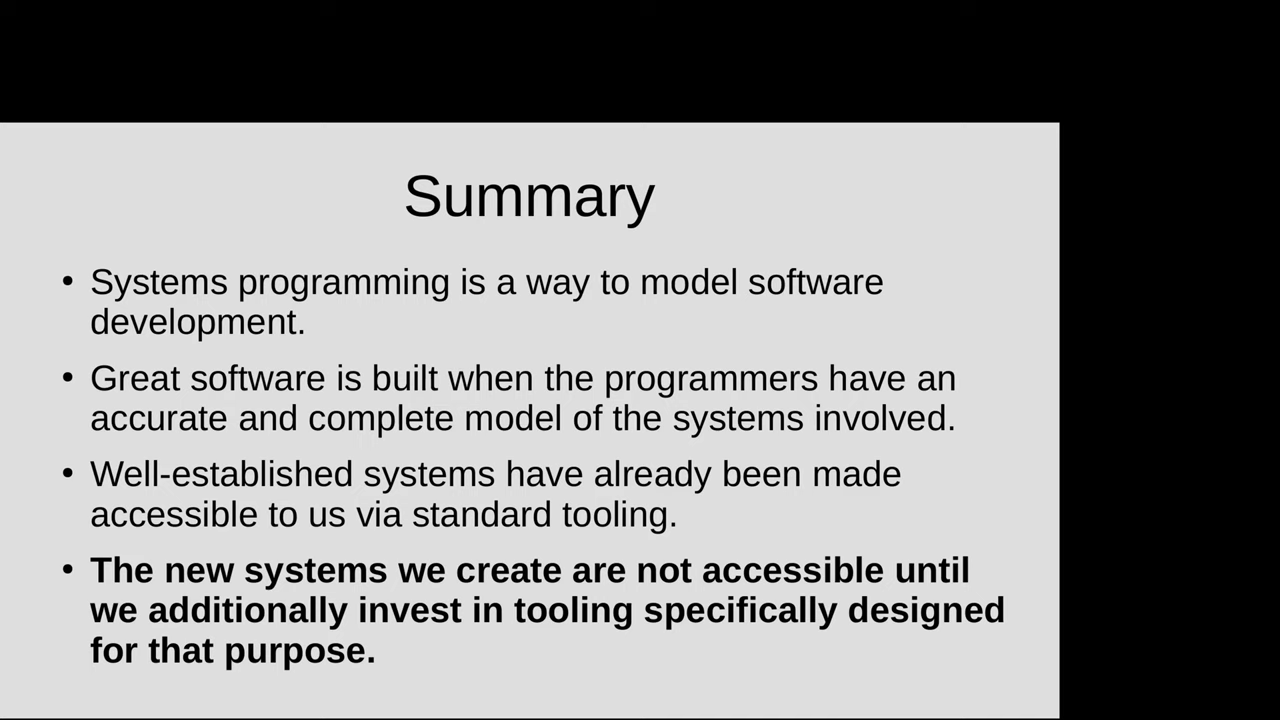 Summary
• Systems programming is a way to model software
development.
• Great software is built when the programmers have an
accurate and complete model of the systems involved.
• Well-established systems have already been made
accessible to us via standard tooling.
• The new systems we create are not accessible until
we additionally invest in tooling specifically designed
for that purpose.